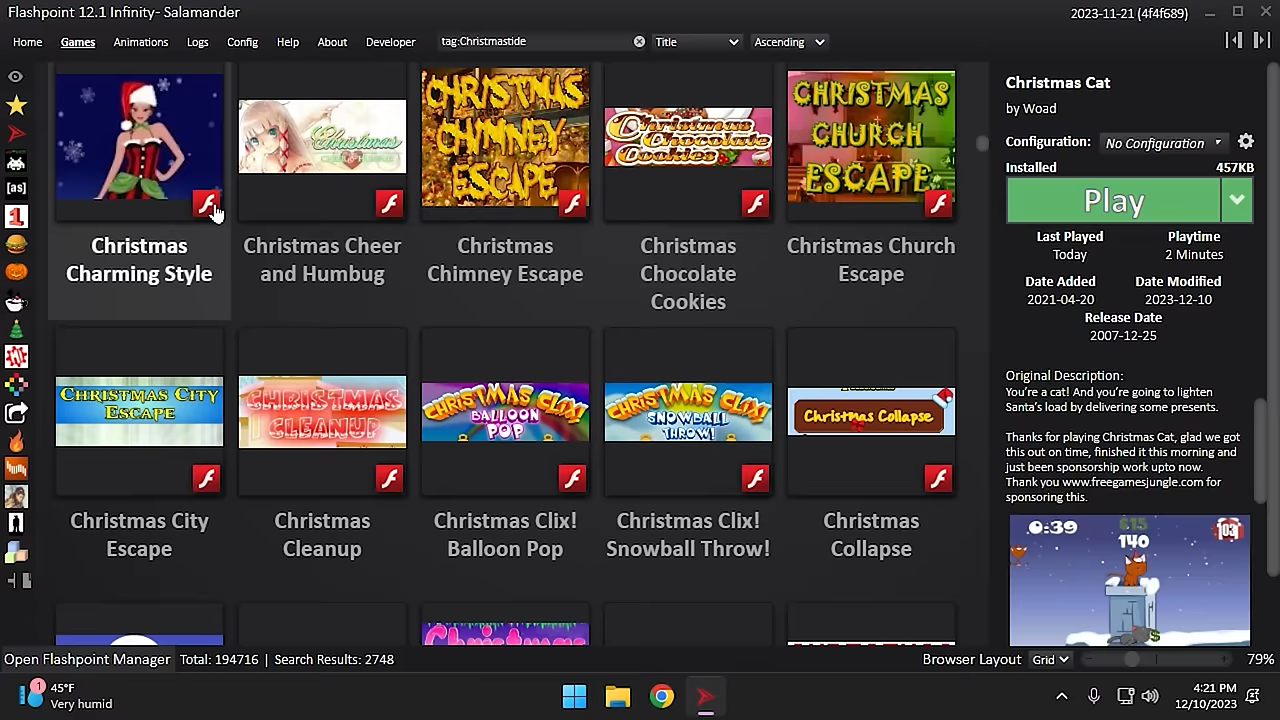 Flashpoint 12.1 Infinity- Salamander
2023-11-21 (4f4f689)
Home Games Animations Logs Config Help About Developer
tag:Christmastide
Title
Ascending
Christmas
Charming Style
Christmas Cheer
and Humbug
CHRISTMAS
CHIMNEY
ESCAPE
Christmas
Chimney Escape
Christmas
Chocolate
Cookies
Christmas
Chocolate
Cookies
CHRISTMAS
CHURCH
ESCAPE
Christmas Church
Escape
CHRISTMAS CITY
ESCAPE
Christmas City
Escape
CHRISTMAS
CLEANUP
Christmas
Cleanup
CHRISTMAS CLIX!
BALLOON
POP
Christmas Clix!
Balloon Pop
CHRISTMAS CLIX!
SNOWBALL
THROW!
Christmas Clix!
Snowball Throw!
Christmas Collapse
Christmas
Collapse
Christmas
Christmas Cat
by Woad
Configuration: No Configuration
Installed 457KB
Play
Last Played Playtime
Today 2 Minutes
Date Added Date Modified
2021-04-20 2023-12-10
Release Date
2007-12-25
Original Description:
You're a cat! And you're going to lighten
Santa's load by delivering some presents.
Thanks for playing Christmas Cat, glad we got
this out on time, finished it this morning and
just been sponsorship work upto now.
Thank you www.freegamesjungle.com for
sponsoring this.
0:39
140
103
[as]
1
Open Flashpoint Manager Total: 194716 | Search Results: 2748
Browser Layout Grid 79%
1
45°F
Very humid
4:21 PM
12/10/2023